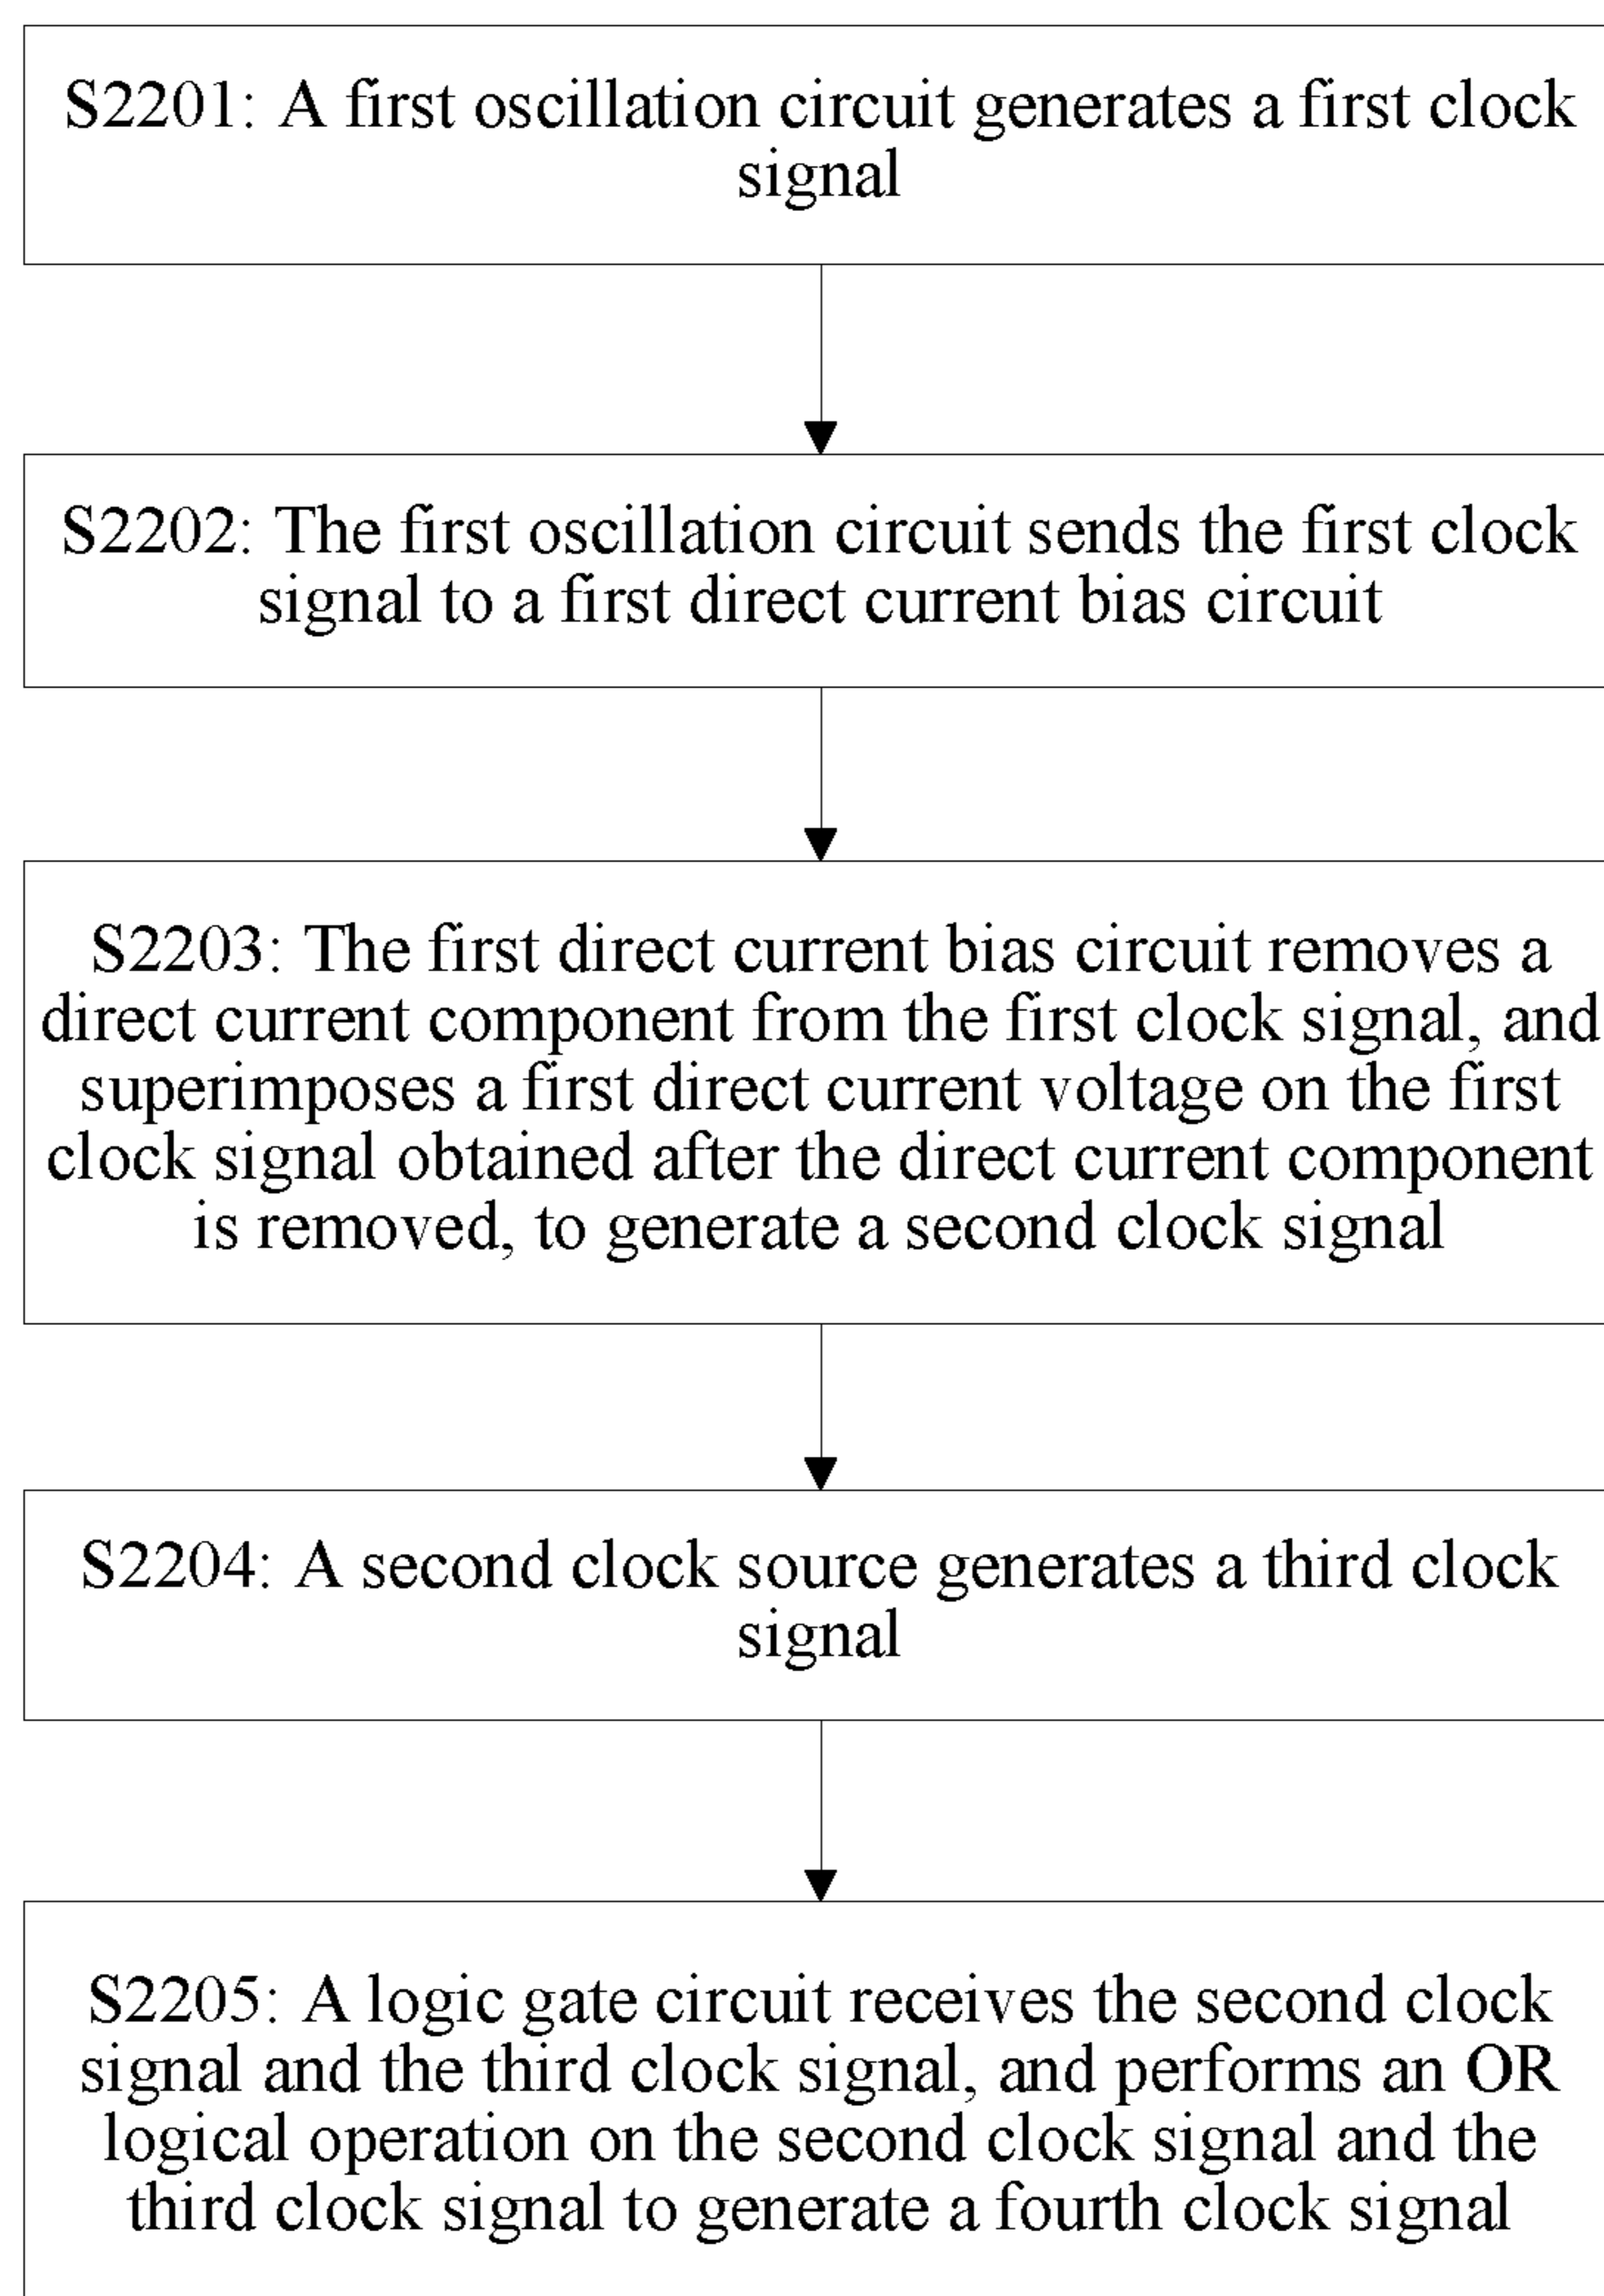 S2201: A first oscillation circuit generates a first clock
signal
S2202: The first oscillation circuit sends the first clock
signal to a first direct current bias circuit
S2203: The first direct current bias circuit removes a
direct current component from the first clock signal, and
superimposes a first direct current voltage on the first
clock signal obtained after the direct current component
is removed, to generate a second clock signal
S2204: A second clock source generates a third clock
signal
S2205: A logic gate circuit receives the second clock
signal and the third clock signal, and performs an OR
logical operation on the second clock signal and the
third clock signal to generate a fourth clock signal